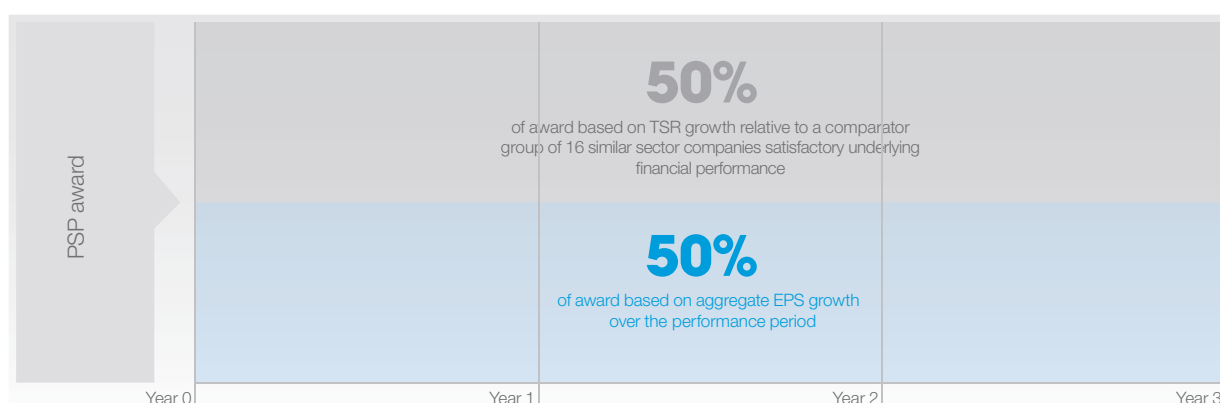 PSP award
50%
of award based on TSR growth relative to a comparator
group of 16 similar sector companies satisfactory underlying
financial performance
50%
of award based on aggregate EPS growth
over the performance period
Year 0
Year 1
Year 2
Year 3